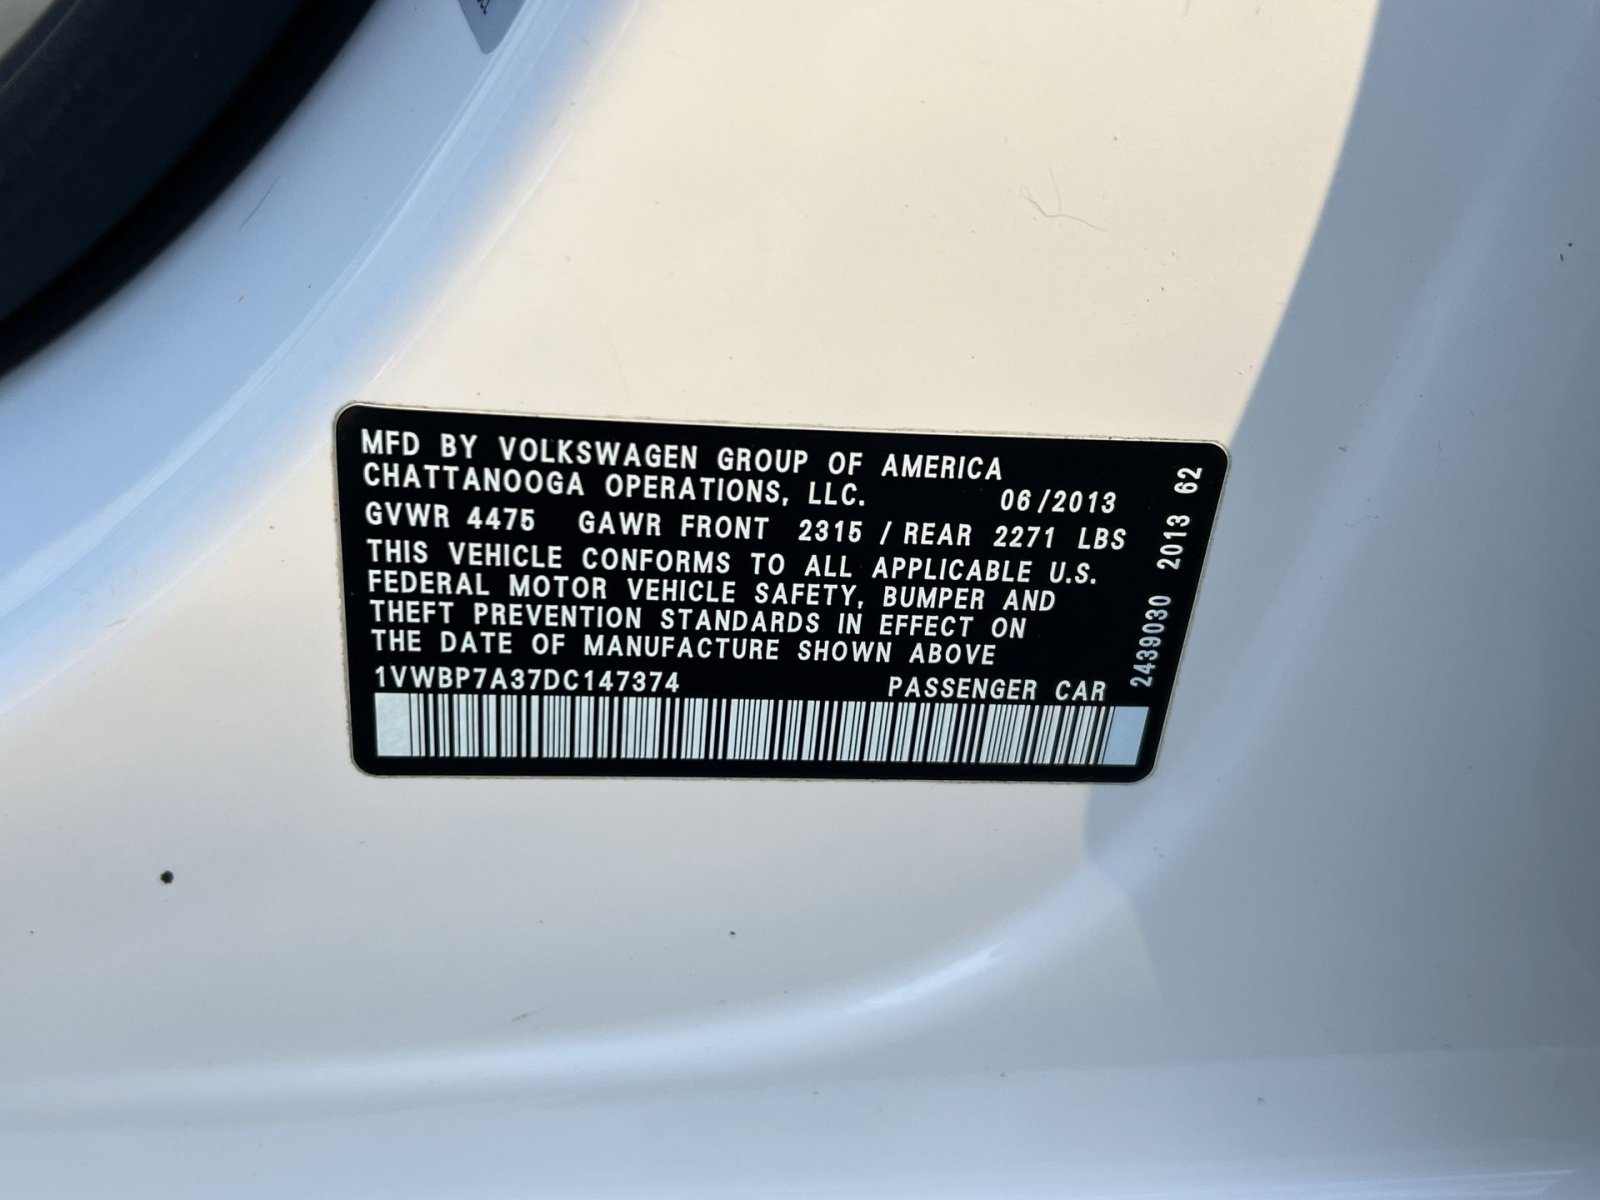 MFD BY VOLKSWAGEN GROUP OF AMERICA
CHATTANOOGA OPERATIONS, LLC. 06/2013
GVWR 4475 GAWR FRONT 2315 / REAR 2271 LBS
THIS VEHICLE CONFORMS TO ALL APPLICABLE U.S.
FEDERAL MOTOR VEHICLE SAFETY, BUMPER AND
THEFT PREVENTION STANDARDS IN EFFECT ON
THE DATE OF MANUFACTURE SHOWN ABOVE
1VWBP7A37DC147374 PASSENGER CAR
2439030 2013 62